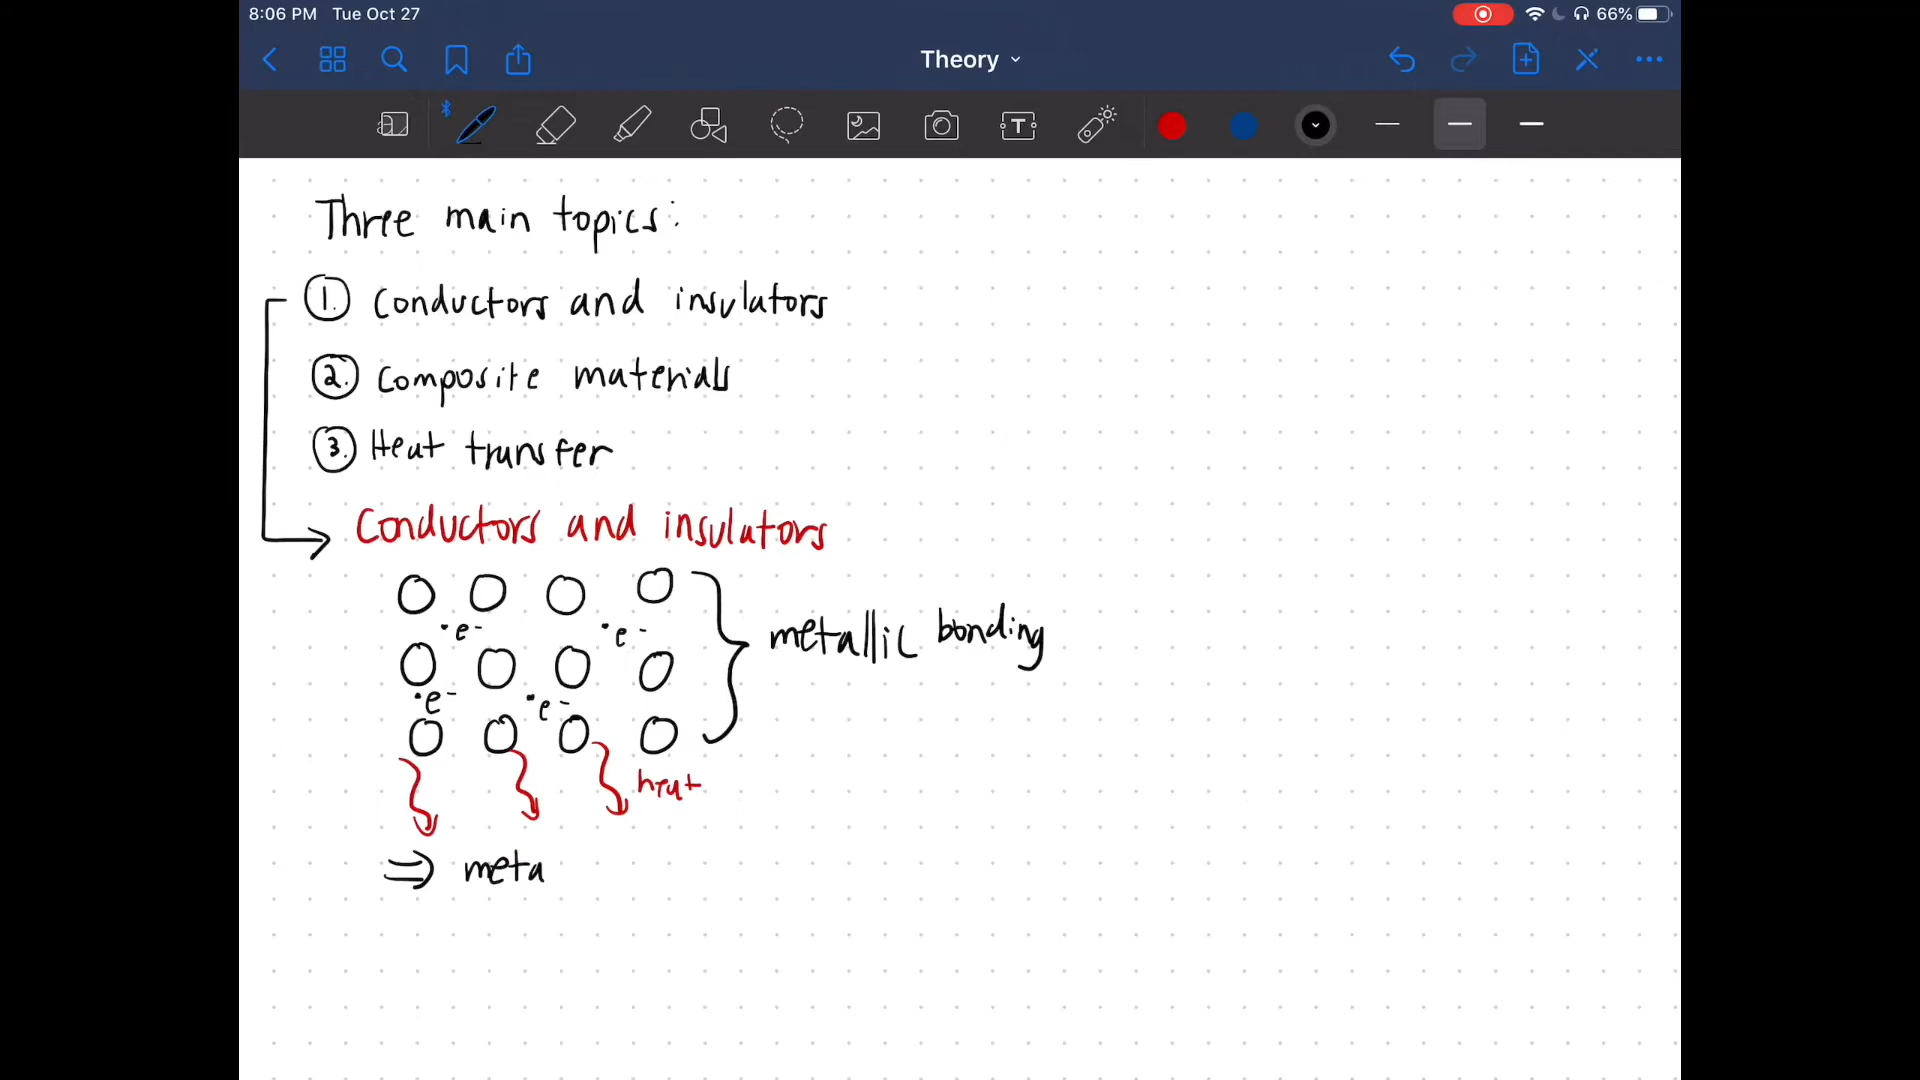 8:06 PM Tue Oct 27
66%
Theory
T
Three main topics:
1. Conductors and insulators
2. Composite materials
3. Heat transfer
Conductors and insulators
e- e-
metallic bonding
e- e-
heat
⇒ meta